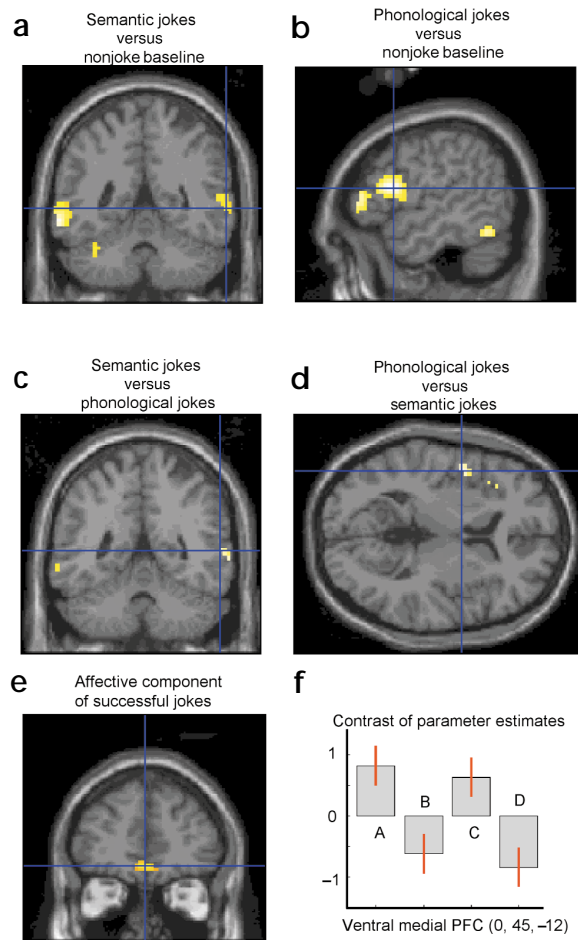 a
Semantic jokes
versus
nonjoke baseline
b
Phonological jokes
versus
nonjoke baseline
c
Semantic jokes
versus
phonological jokes
d
Phonological jokes
versus
semantic jokes
e
Affective component
of successful jokes
f
Contrast of parameter estimates
1
0
–1
A
B
C
D
Ventral medial PFC (0, 45, –12)